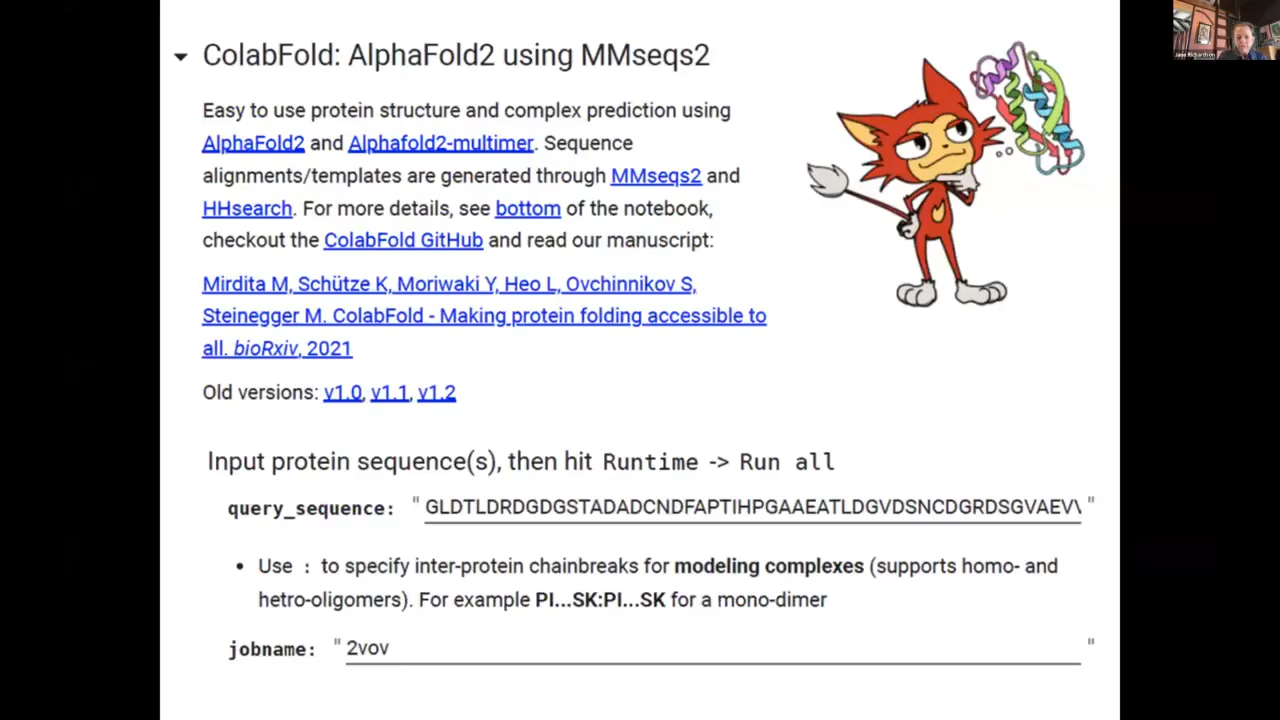 Jane Richardson
ColabFold: AlphaFold2 using MMseqs2
Easy to use protein structure and complex prediction using
AlphaFold2 and Alphafold2-multimer. Sequence
alignments/templates are generated through MMseqs2 and
HHsearch. For more details, see bottom of the notebook,
checkout the ColabFold GitHub and read our manuscript:
Mirdita M, Schütze K, Moriwaki Y, Heo L, Ovchinnikov S,
Steinegger M. ColabFold - Making protein folding accessible to
all. bioRxiv, 2021
Old versions: v1.0, v1.1, v1.2
Input protein sequence(s), then hit Runtime -> Run all
query_sequence: " GLDTLDRDGDGSTADADCNDFAPTIHPGAAEATLDGVDSNCDGRDSGVAEV\ "
• Use : to specify inter-protein chainbreaks for modeling complexes (supports homo- and
hetro-oligomers). For example PI...SK:PI...SK for a mono-dimer
jobname: " 2vov "